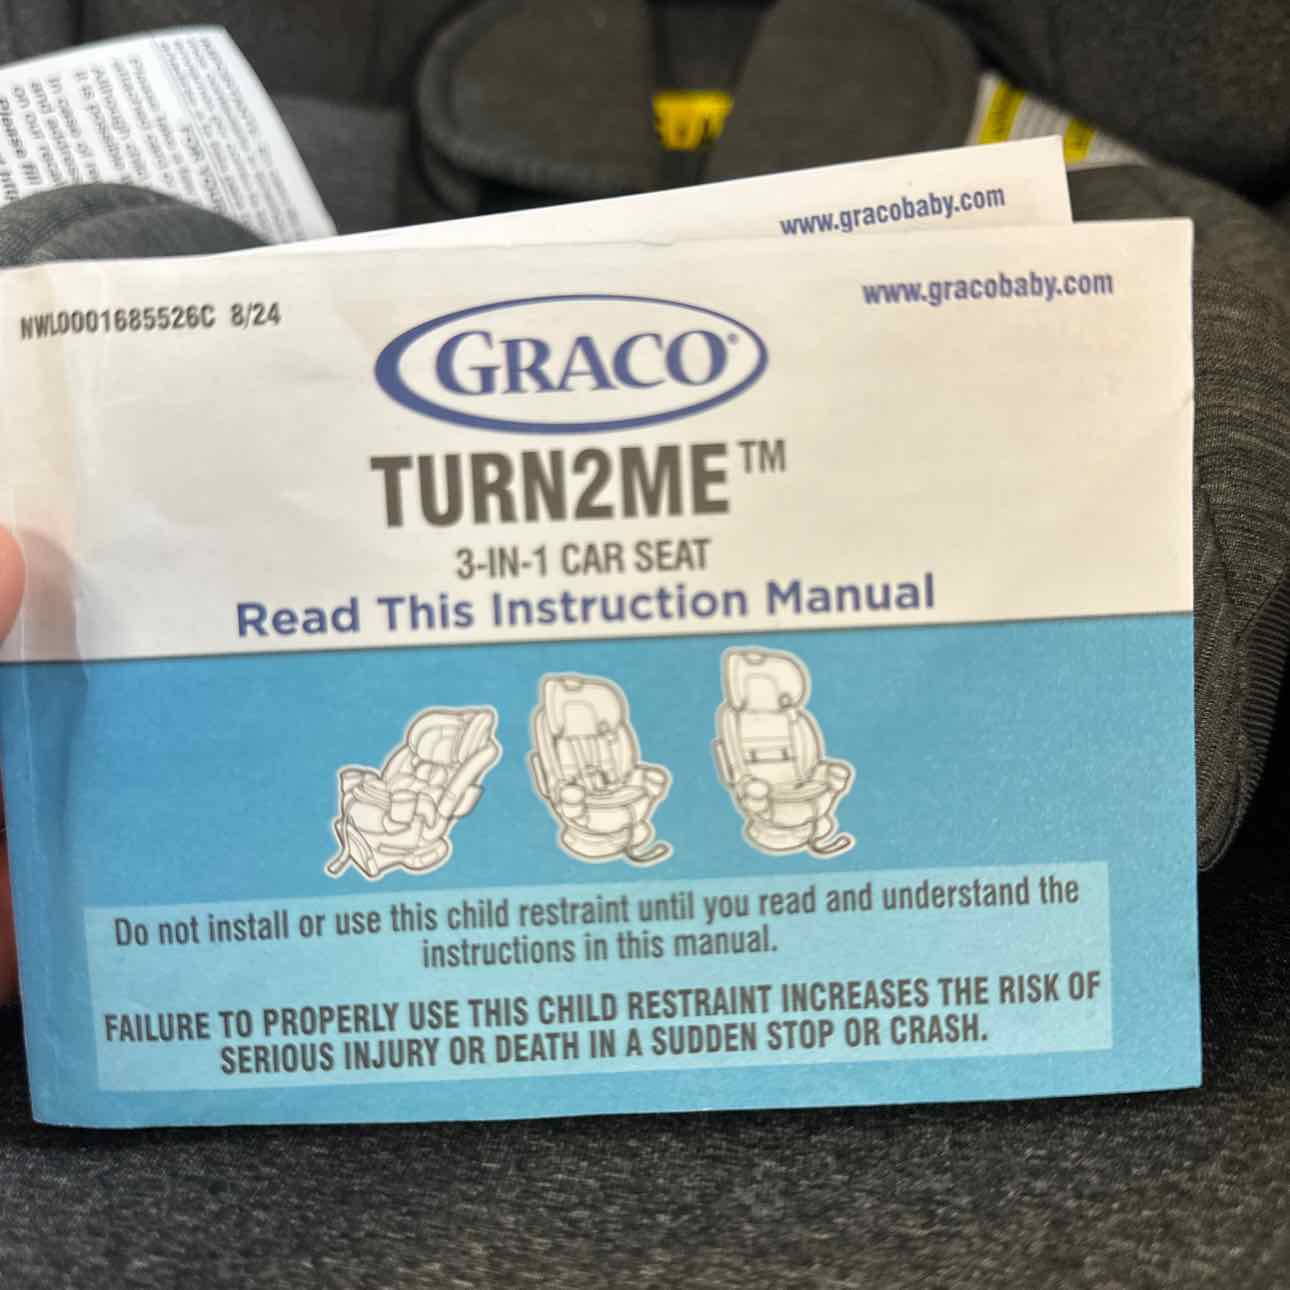 www.gracobaby.com
www.gracobaby.com
NWL0001685526C 8/24
GRACO®
TURN2ME™
3-IN-1 CAR SEAT
Read This Instruction Manual
Do not install or use this child restraint until you read and understand the
instructions in this manual.
FAILURE TO PROPERLY USE THIS CHILD RESTRAINT INCREASES THE RISK OF
SERIOUS INJURY OR DEATH IN A SUDDEN STOP OR CRASH.